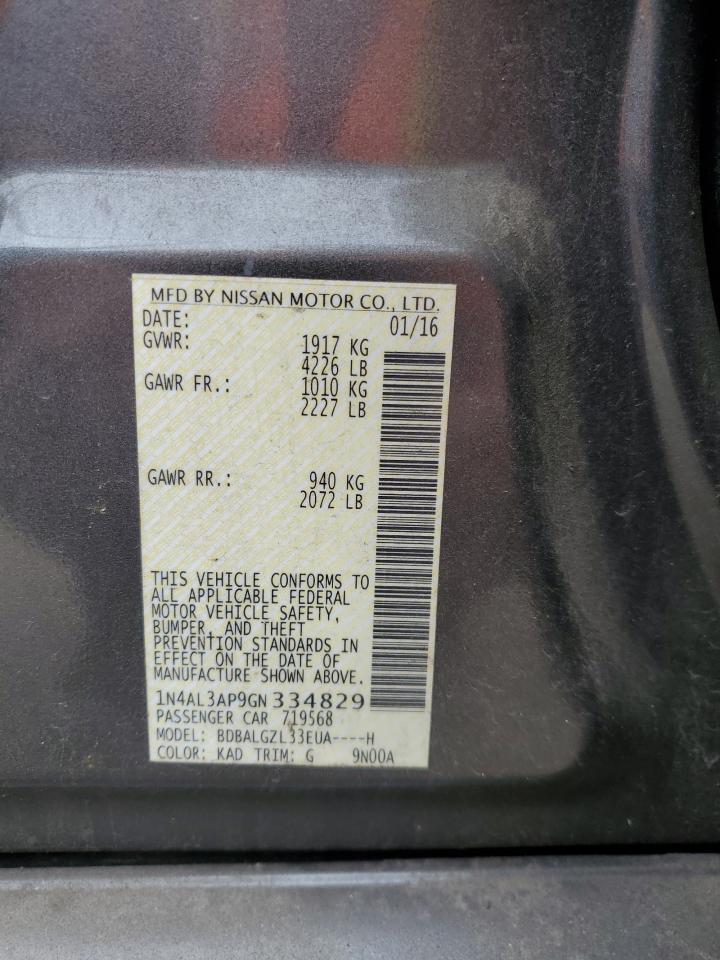 MFD BY NISSAN MOTOR CO., LTD.
DATE: 01/16
GVWR: 1917 KG
4226 LB
GAWR FR.: 1010 KG
2227 LB
GAWR RR.: 940 KG
2072 LB
THIS VEHICLE CONFORMS TO
ALL APPLICABLE FEDERAL
MOTOR VEHICLE SAFETY,
BUMPER, AND THEFT
PREVENTION STANDARDS IN
EFFECT ON THE DATE OF
MANUFACTURE SHOWN ABOVE.
1N4AL3AP9GN334829
PASSENGER CAR 719568
MODEL: BDBALGZL33EUA----H
COLOR: KAD TRIM: G 9N00A